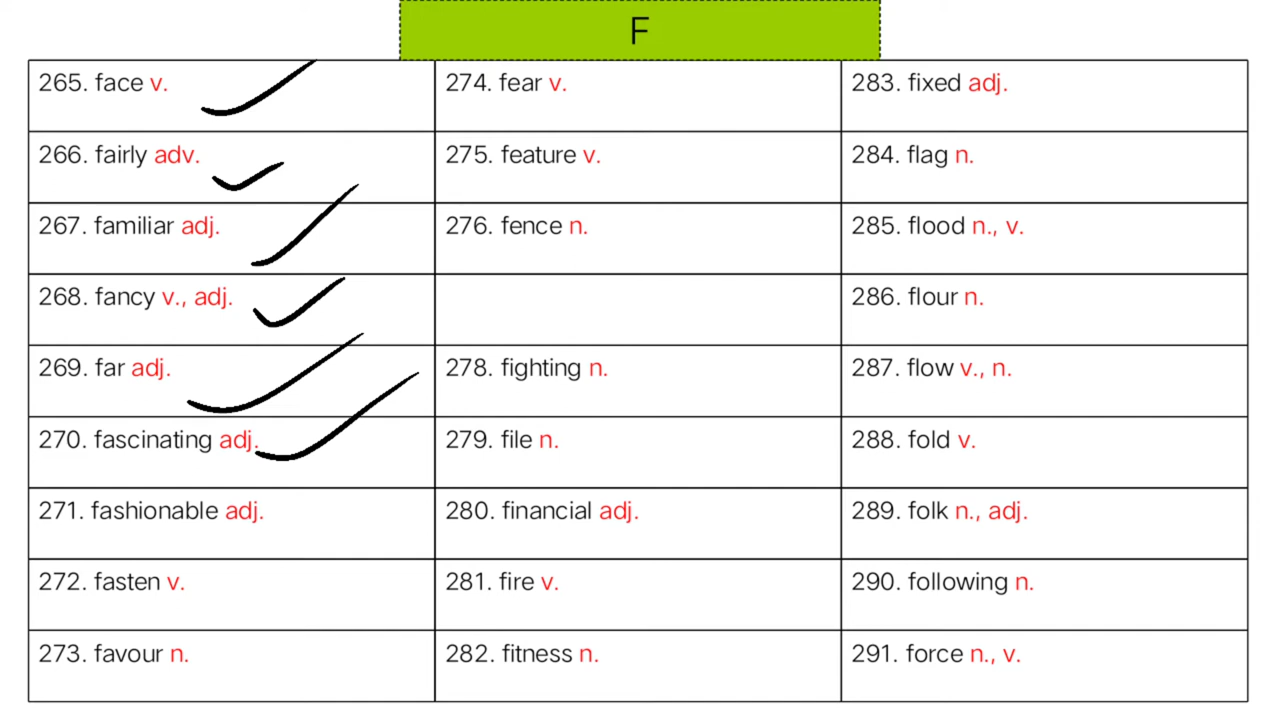 F
265. face v.
266. fairly adv.
267. familiar adj.
268. fancy v., adj.
269. far adj.
270. fascinating adj.
271. fashionable adj.
272. fasten v.
273. favour n.
274. fear v.
275. feature v.
276. fence n.
278. fighting n.
279. file n.
280. financial adj.
281. fire v.
282. fitness n.
283. fixed adj.
284. flag n.
285. flood n., v.
286. flour n.
287. flow v., n.
288. fold v.
289. folk n., adj.
290. following n.
291. force n., v.